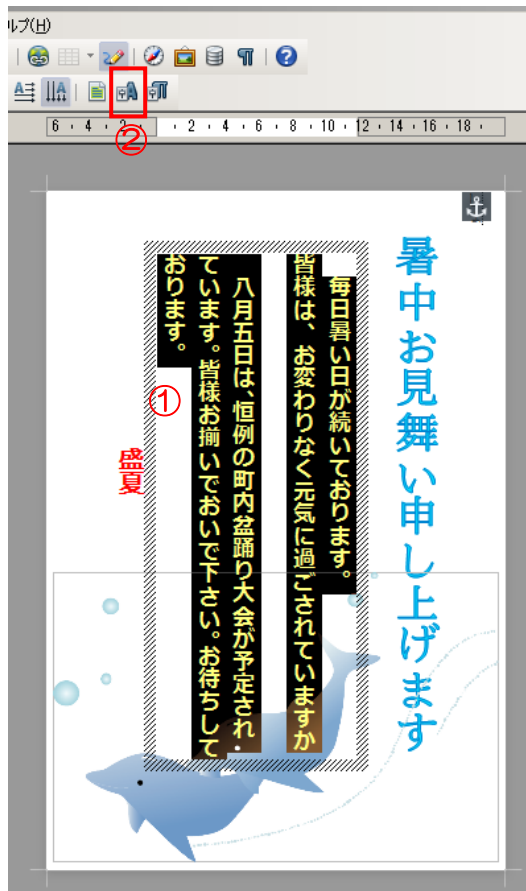 ルプ(H)
②
6・4・2・ ・2・4・6・8・10・12・14・16・18・
暑中お見舞い申し上げます
毎日暑い日が続いております。
皆様は、お変わりなく元気に過ごされていますか
八月五日は、恒例の町内盆踊り大会が予定され
ています。皆様お揃いでおいで下さい。お待ちして
おります。
①
盛夏